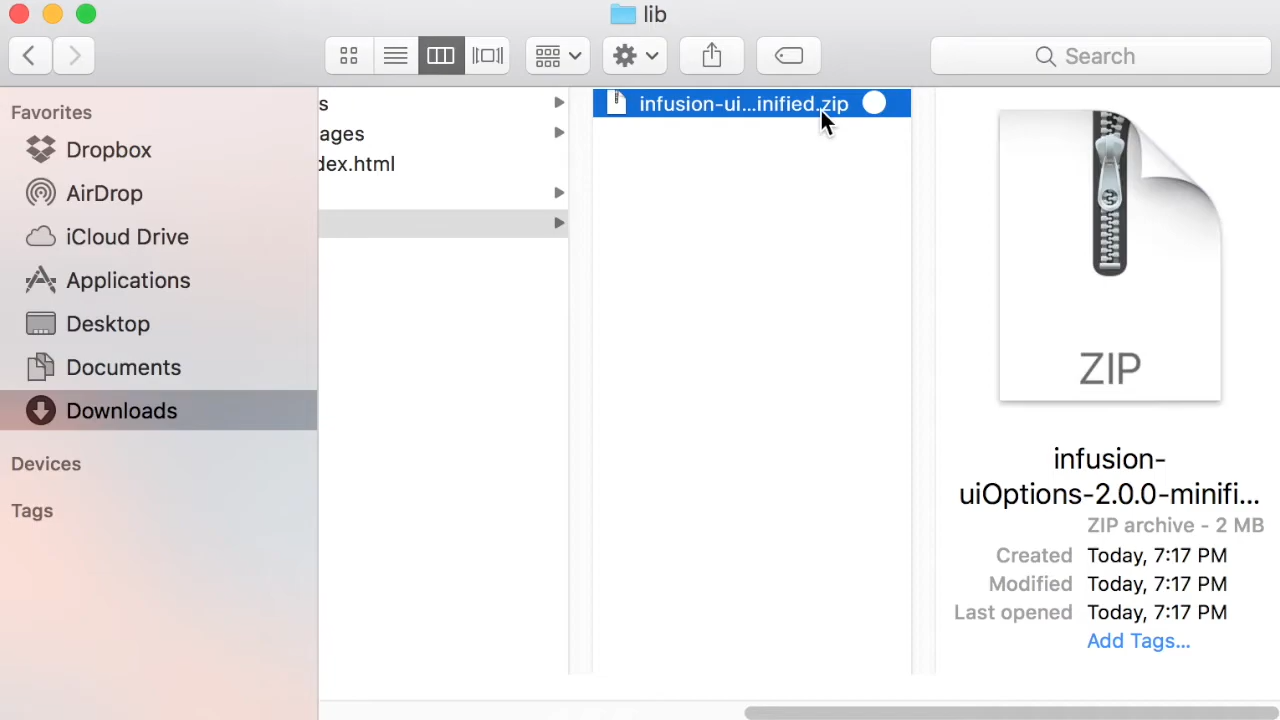 lib
Search
Favorites
Dropbox
AirDrop
iCloud Drive
Applications
Desktop
Documents
Downloads
Devices
Tags
s
ages
dex.html
infusion-ui...inified.zip
ZIP
infusion-
uiOptions-2.0.0-minifi...
ZIP archive - 2 MB
Created Today, 7:17 PM
Modified Today, 7:17 PM
Last opened Today, 7:17 PM
Add Tags...